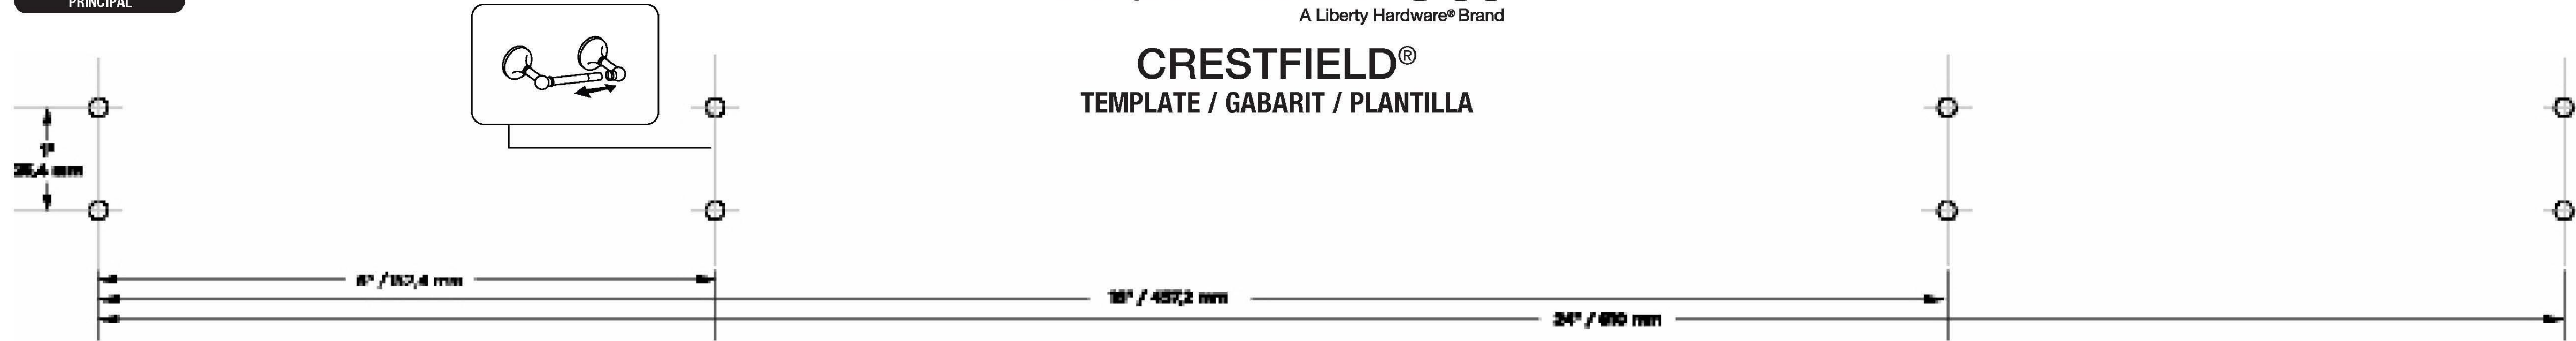 PRINCIPAL
A Liberty Hardware® Brand
CRESTFIELD®
TEMPLATE / GABARIT / PLANTILLA
1"
25,4 mm
6" / 152,4 mm
18" / 457,2 mm
24" / 610 mm